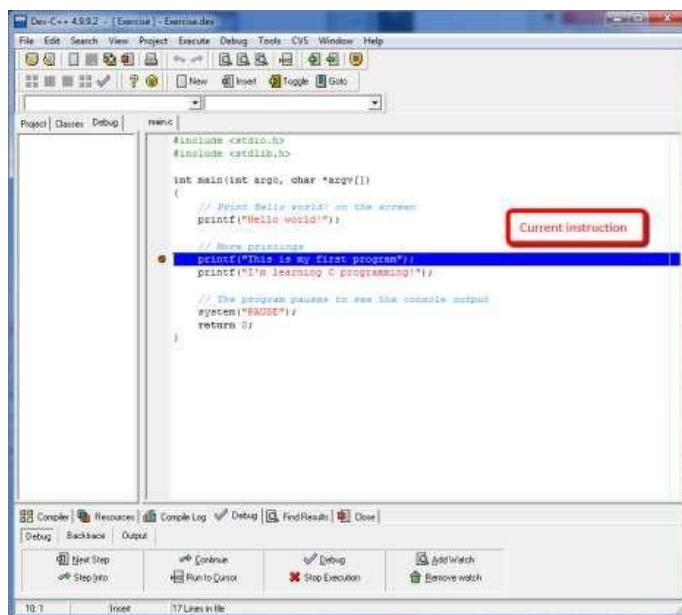 Dev-C++ 4.9.9.2 - [ Exercise ] - Exercise.dev
File Edit Search View Project Execute Debug Tools CVS Window Help
New Insert Toggle Goto
Project Classes Debug main.c
#include <stdio.h>
#include <stdlib.h>
int main(int argc, char *argv[])
{
// Print Hello world! on the screen
printf("Hello world!");
Current instruction
// More printings
printf("This is my first program");
printf("I'm learning C programming!");
// The program pauses to see the console output
system("PAUSE");
return 0;
}
Compiler Resources Compile Log Debug Find Results Close
Debug Backtrace Output
Next Step Continue Debug Add Watch
Step Into Run to Cursor Stop Execution Remove watch
10: 1 Insert 17 Lines in file